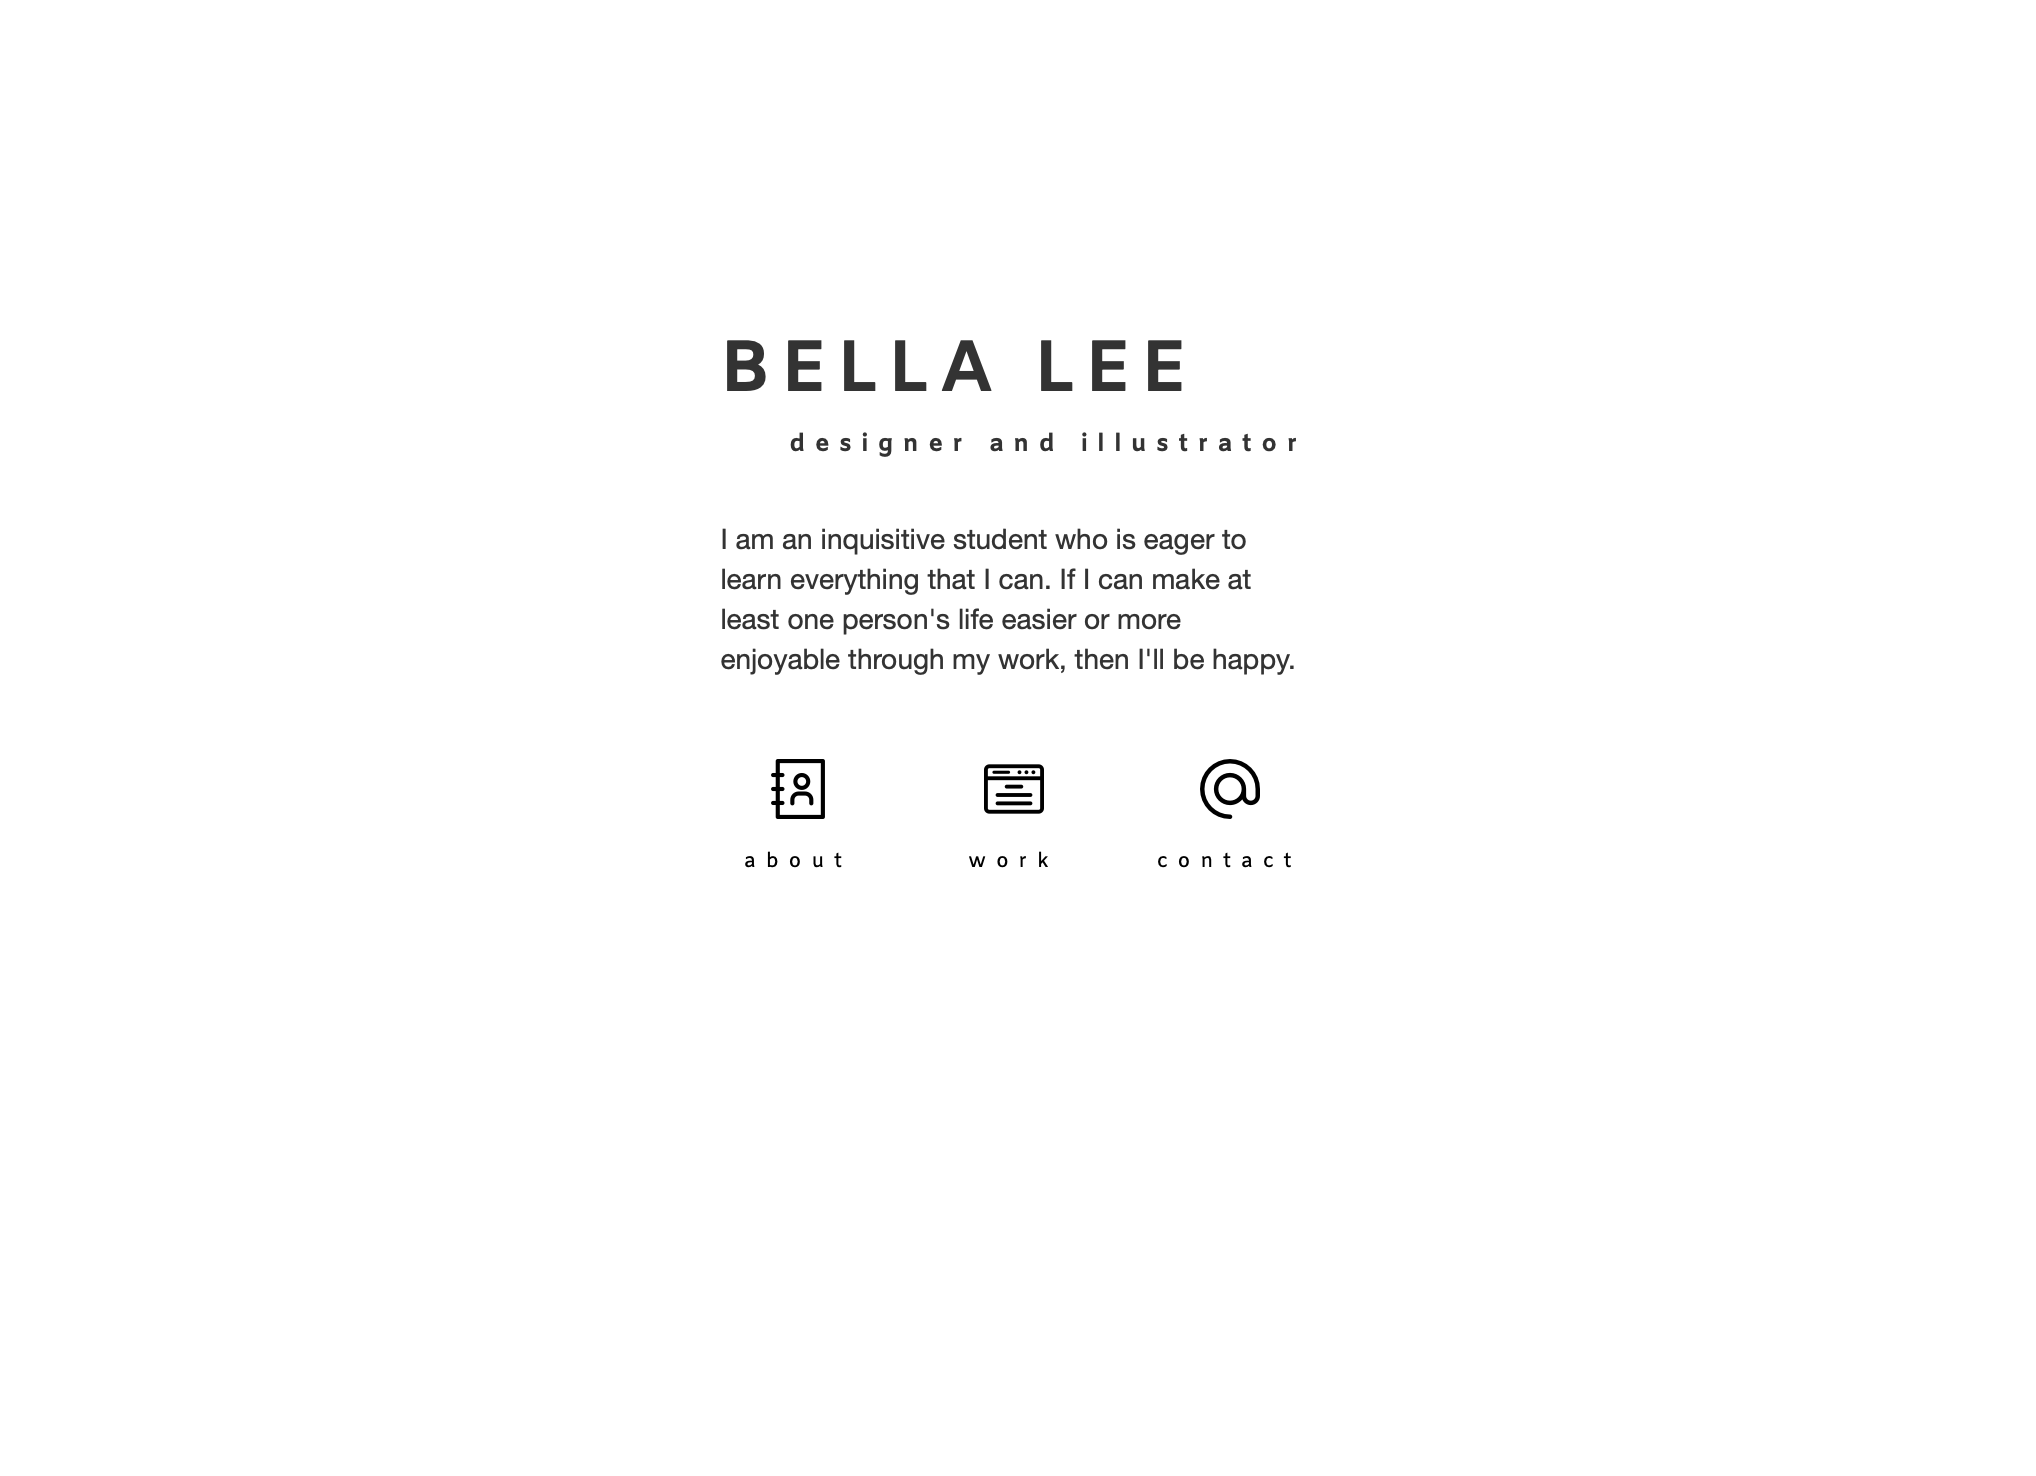 BELLA LEE
designer and illustrator
I am an inquisitive student who is eager to
learn everything that I can. If I can make at
least one person's life easier or more
enjoyable through my work, then I'll be happy.
about work contact